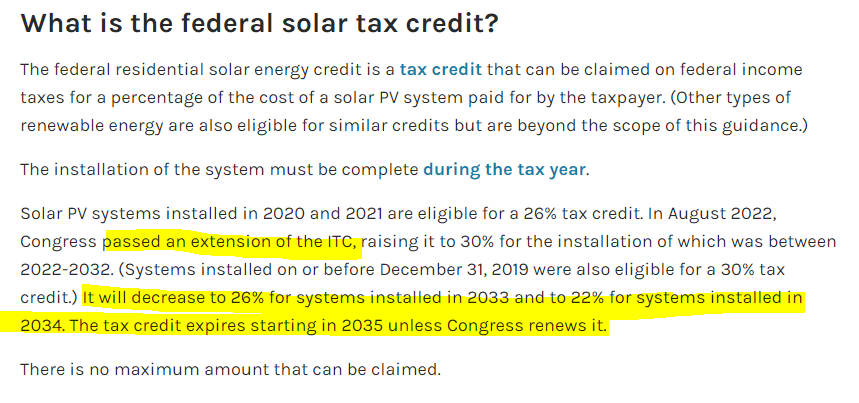 What is the federal solar tax credit?
The federal residential solar energy credit is a tax credit that can be claimed on federal income
taxes for a percentage of the cost of a solar PV system paid for by the taxpayer. (Other types of
renewable energy are also eligible for similar credits but are beyond the scope of this guidance.)
The installation of the system must be complete during the tax year.
Solar PV systems installed in 2020 and 2021 are eligible for a 26% tax credit. In August 2022,
Congress passed an extension of the ITC, raising it to 30% for the installation of which was between
2022-2032. (Systems installed on or before December 31, 2019 were also eligible for a 30% tax
credit.) It will decrease to 26% for systems installed in 2033 and to 22% for systems installed in
2034. The tax credit expires starting in 2035 unless Congress renews it.
There is no maximum amount that can be claimed.